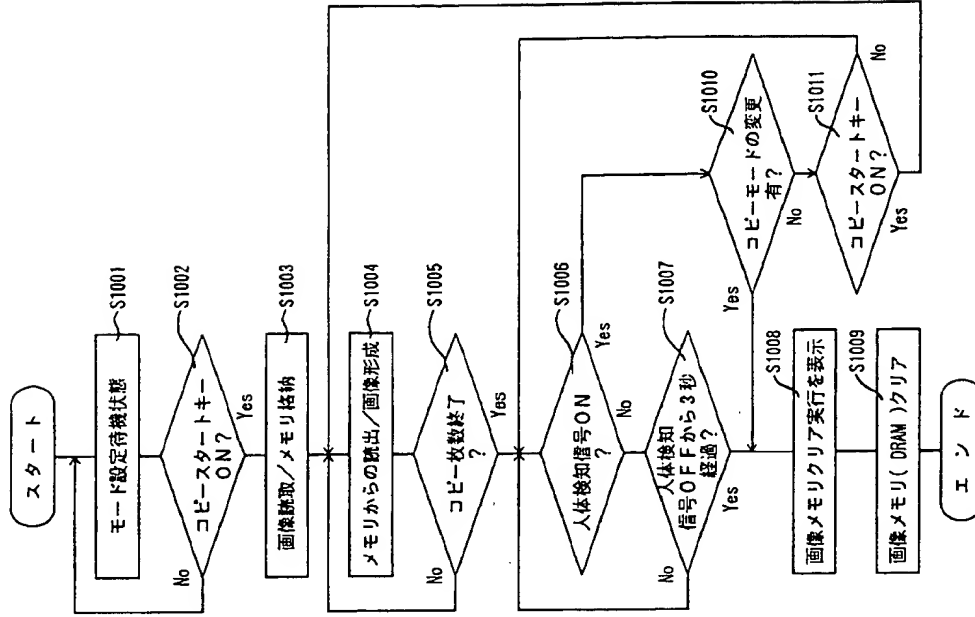 スタート
モード設定待機状態
S1001
コピースタートキー
ON?
S1002
No
Yes
画像読取/メモリ格納
S1003
メモリからの読出/画像形成
S1004
コピー枚数終了
?
S1005
No
Yes
人体検知信号ON
?
S1006
Yes
No
人体検知
信号OFFから3秒
経過?
S1007
No
Yes
コピーモードの変更
有?
S1010
Yes
No
コピースタートキー
ON?
S1011
No
Yes
画像メモリクリア実行を表示
S1008
画像メモリ(DRAM)クリア
S1009
エンド